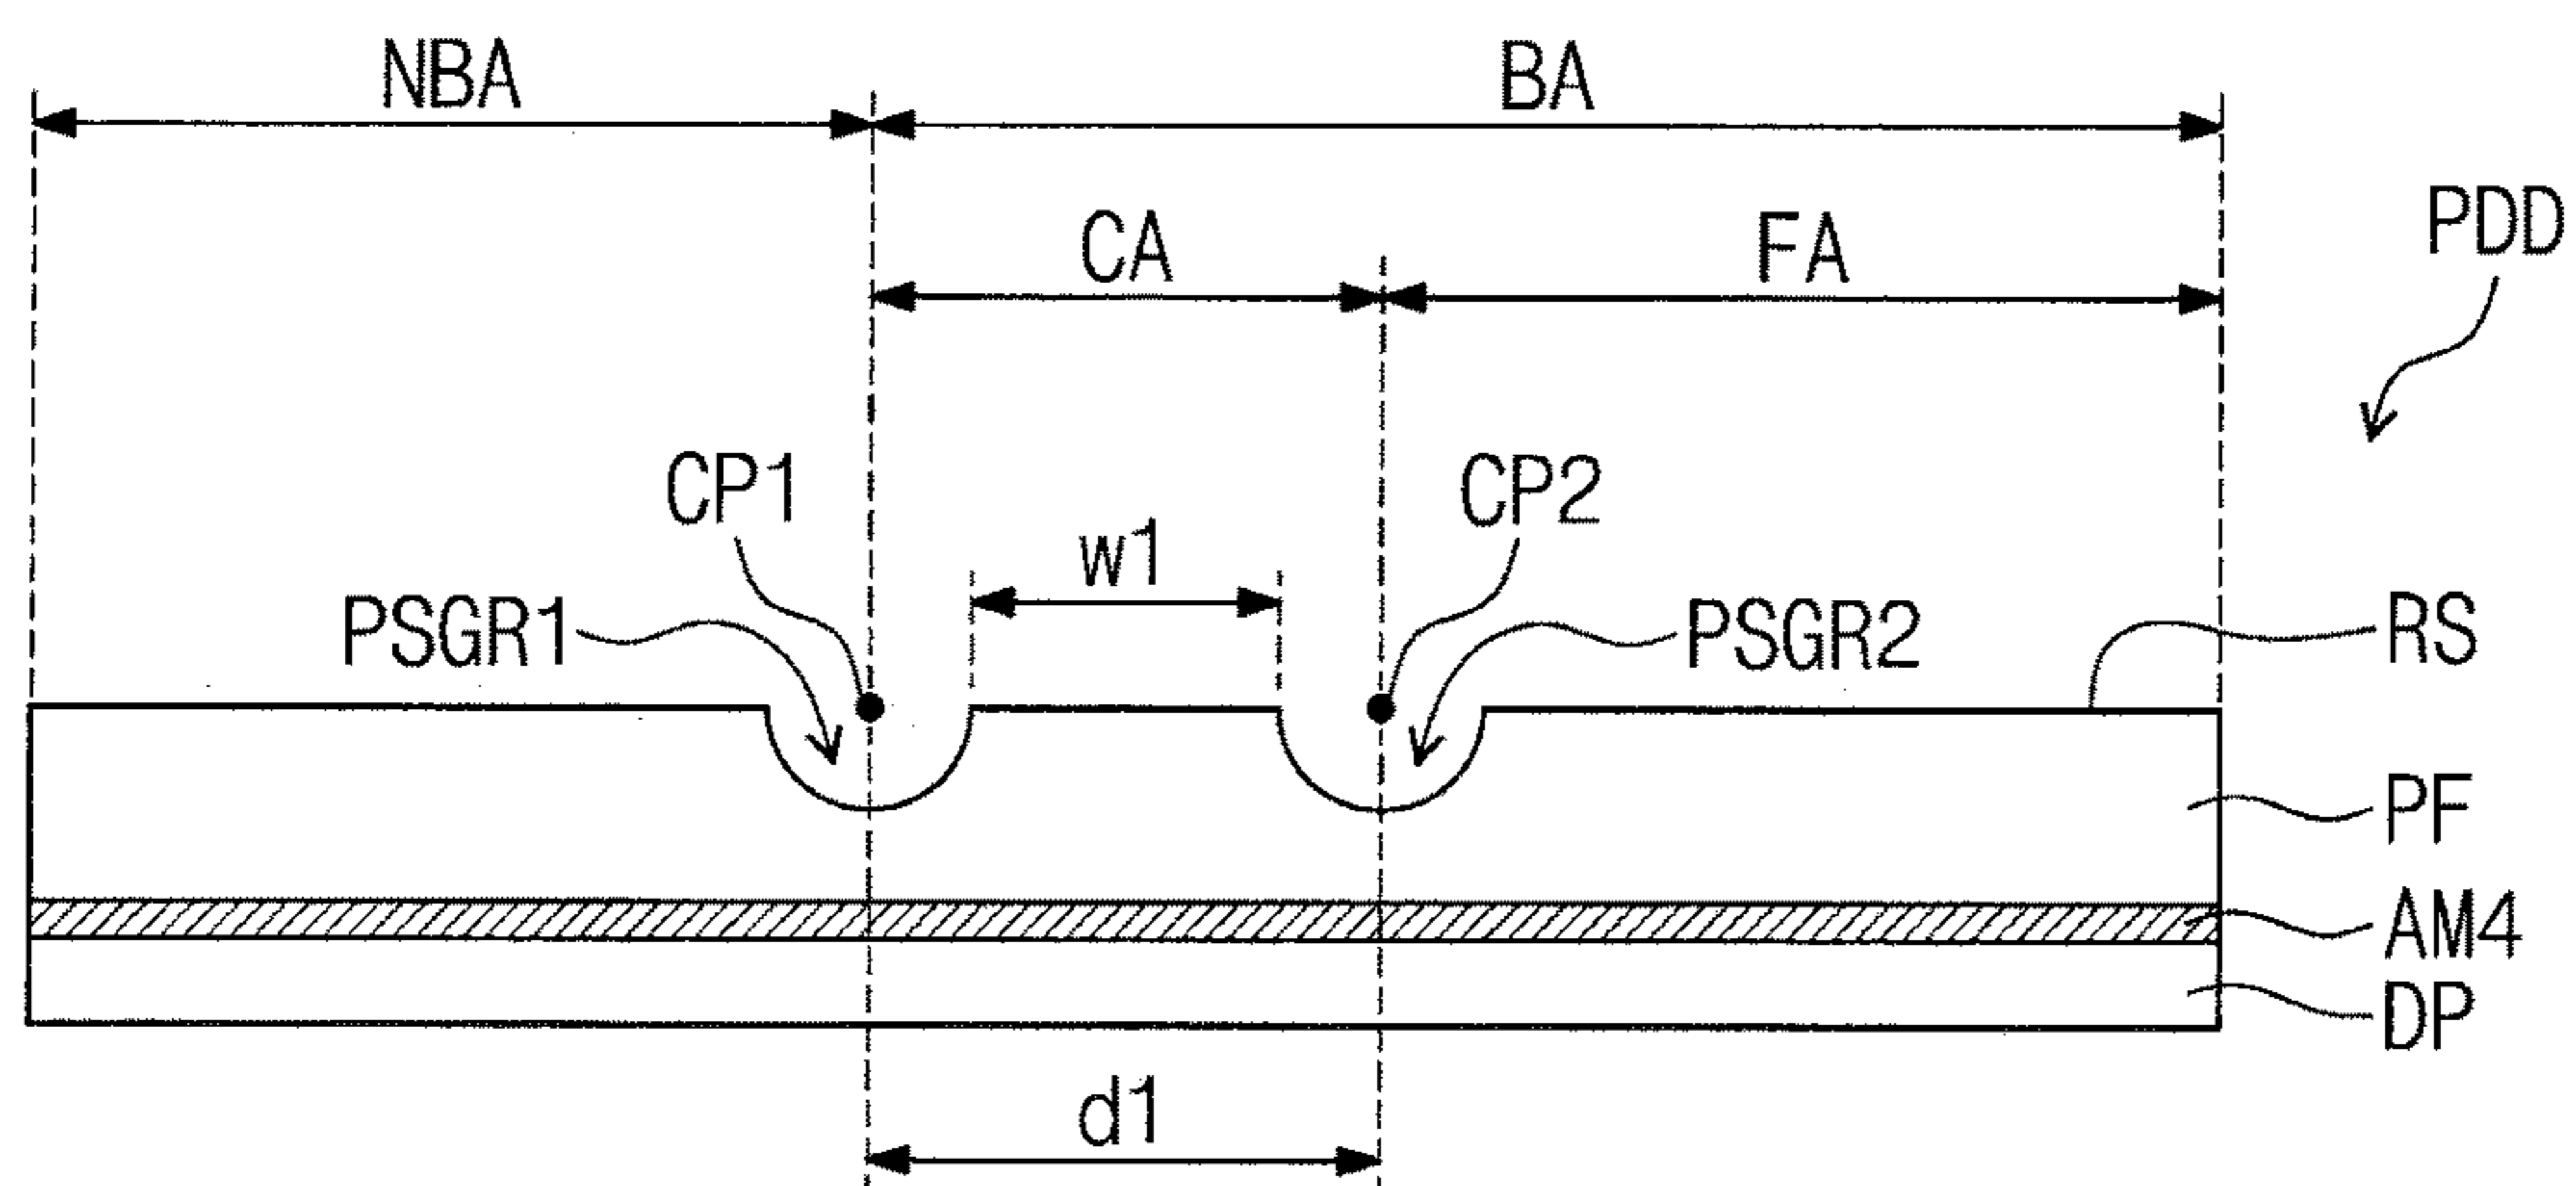 NBA BA
CA FA PDD
CP1 CP2
w1
PSGR1 PSGR2 RS
PF
AM4
DP
d1